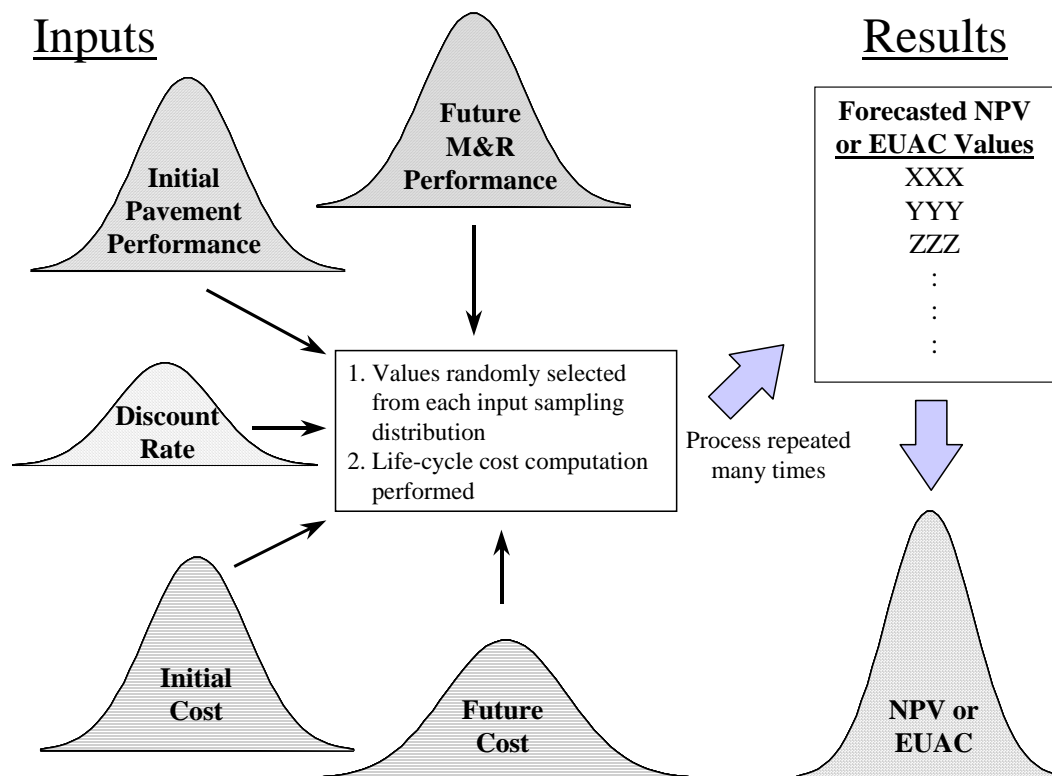 Inputs
Results
Initial
Pavement
Performance
Future
M&R
Performance
Discount
Rate
Initial
Cost
Future
Cost
1. Values randomly selected
from each input sampling
distribution
2. Life-cycle cost computation
performed
Process repeated
many times
Forecasted NPV
or EUAC Values
XXX
YYY
ZZZ
:
:
:
NPV or
EUAC